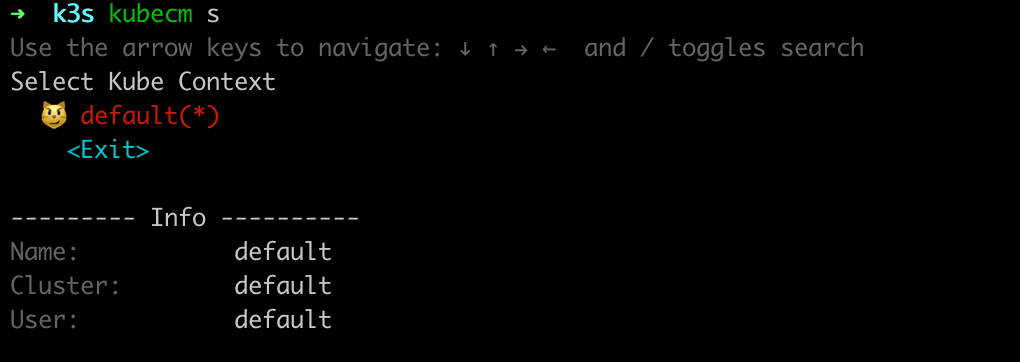 ➜ k3s kubecm s
Use the arrow keys to navigate: ↓ ↑ → ← and / toggles search
Select Kube Context
😼 default(*)
<Exit>
--------- Info ----------
Name: default
Cluster: default
User: default